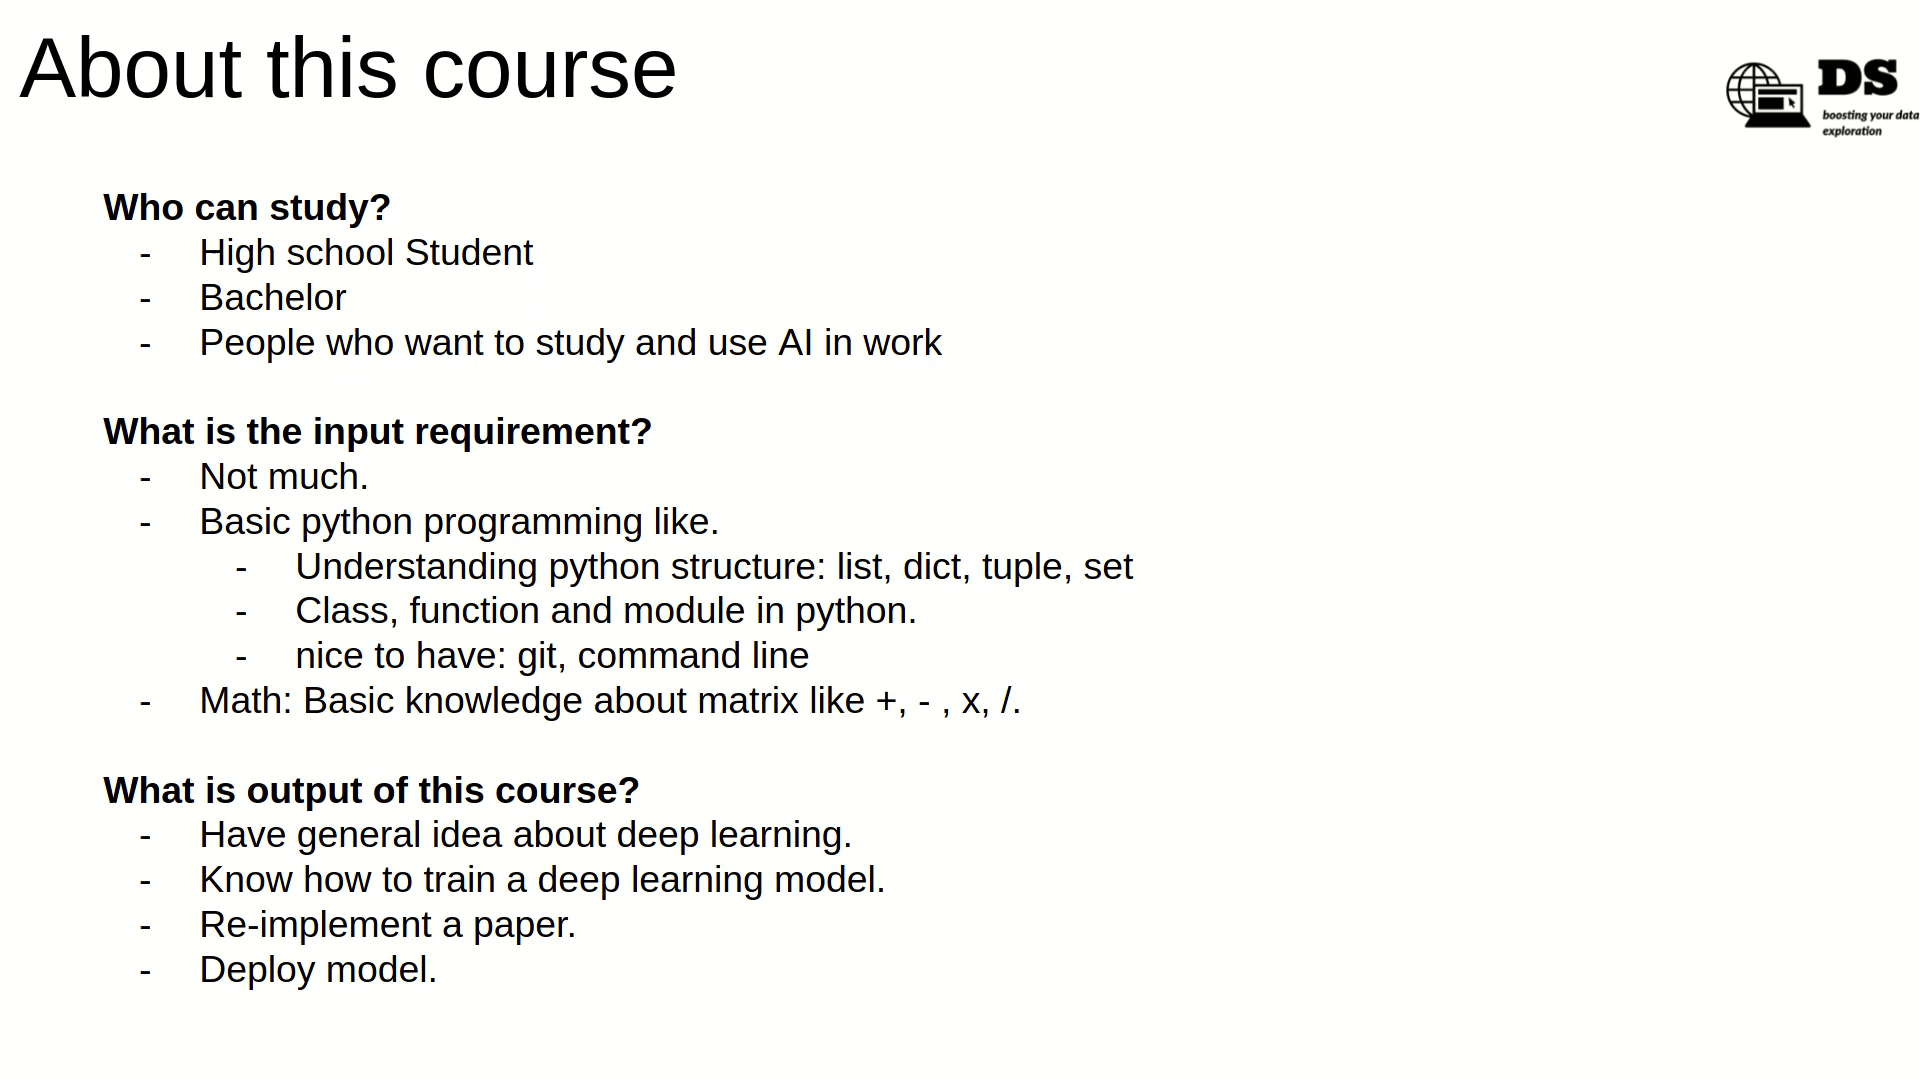 About this course
DS
boosting your data
exploration
Who can study?
- High school Student
- Bachelor
- People who want to study and use AI in work
What is the input requirement?
- Not much.
- Basic python programming like.
- Understanding python structure: list, dict, tuple, set
- Class, function and module in python.
- nice to have: git, command line
- Math: Basic knowledge about matrix like +, - , x, /.
What is output of this course?
- Have general idea about deep learning.
- Know how to train a deep learning model.
- Re-implement a paper.
- Deploy model.